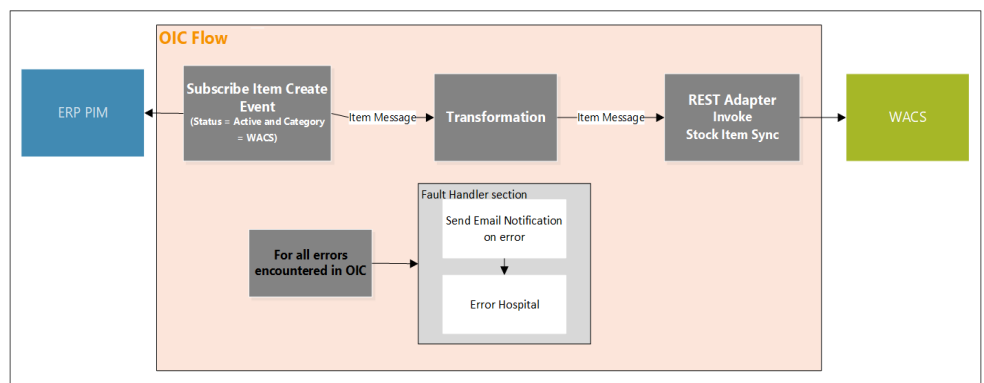 OIC Flow
ERP PIM
Subscribe Item Create
Event
(Status = Active and Category
= WACS)
Item Message
Transformation
Item Message
REST Adapter
Invoke
Stock Item Sync
WACS
Fault Handler section
Send Email Notification
on error
For all errors
encountered in OIC
Error Hospital